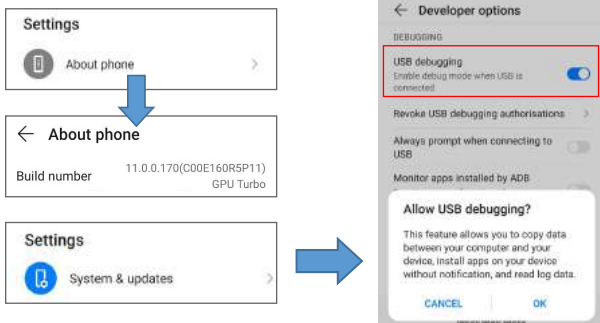 Settings
About phone
About phone
Build number
11.0.0.170(C00E160R5P11)
GPU Turbo
Settings
System & updates
Developer options
DEBUGGING
USB debugging
Enable debug mode when USB is
connected
Revoke USB debugging authorisations
Always prompt when connecting to
USB
Monitor apps installed by ADB
Allow USB debugging?
This feature allows you to copy data
between your computer and your
device, install apps on your device
without notification, and read log data.
CANCEL
OK